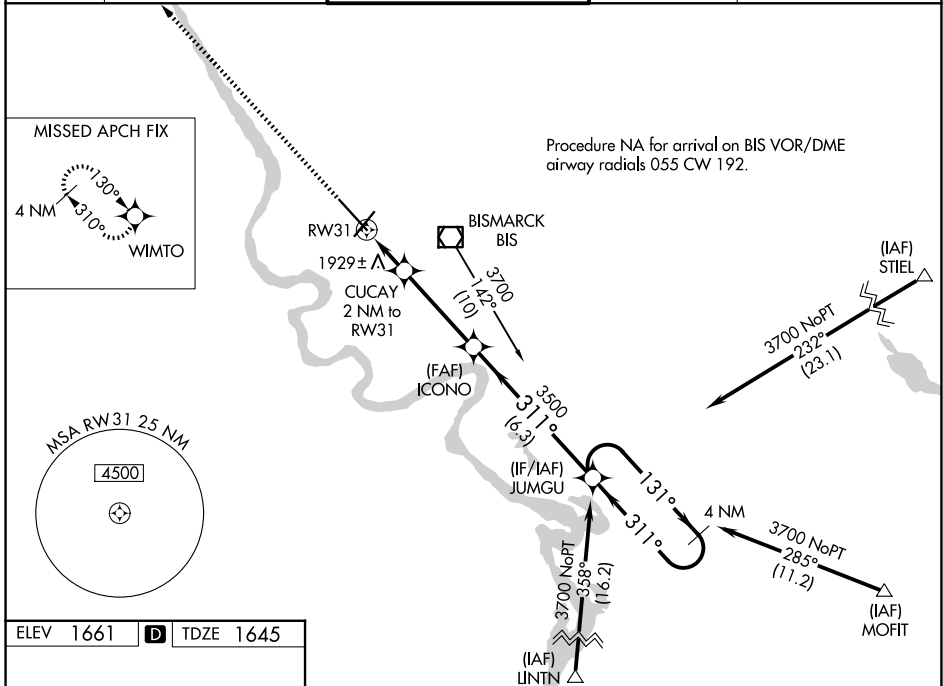 MISSED APCH FIX
4 NM
130°
310°
WIMTO
Procedure NA for arrival on BIS VOR/DME
airway radials 055 CW 192.
RW31
BISMARCK
BIS
1929±
CUCAY
2 NM to
RW31
3700
142°
(10)
(IAF)
STIEL
3700 NoPT
232°
(23.1)
(FAF)
ICONO
3500
311°
(6.3)
MSA RW31 25 NM
4500
(IF/IAF)
JUMGU
131°
311°
4 NM
3700 NoPT
285°
(11.2)
3700 NoPT
358°
(16.2)
(IAF)
MOFIT
(IAF)
LINTN
ELEV 1661 D TDZE 1645